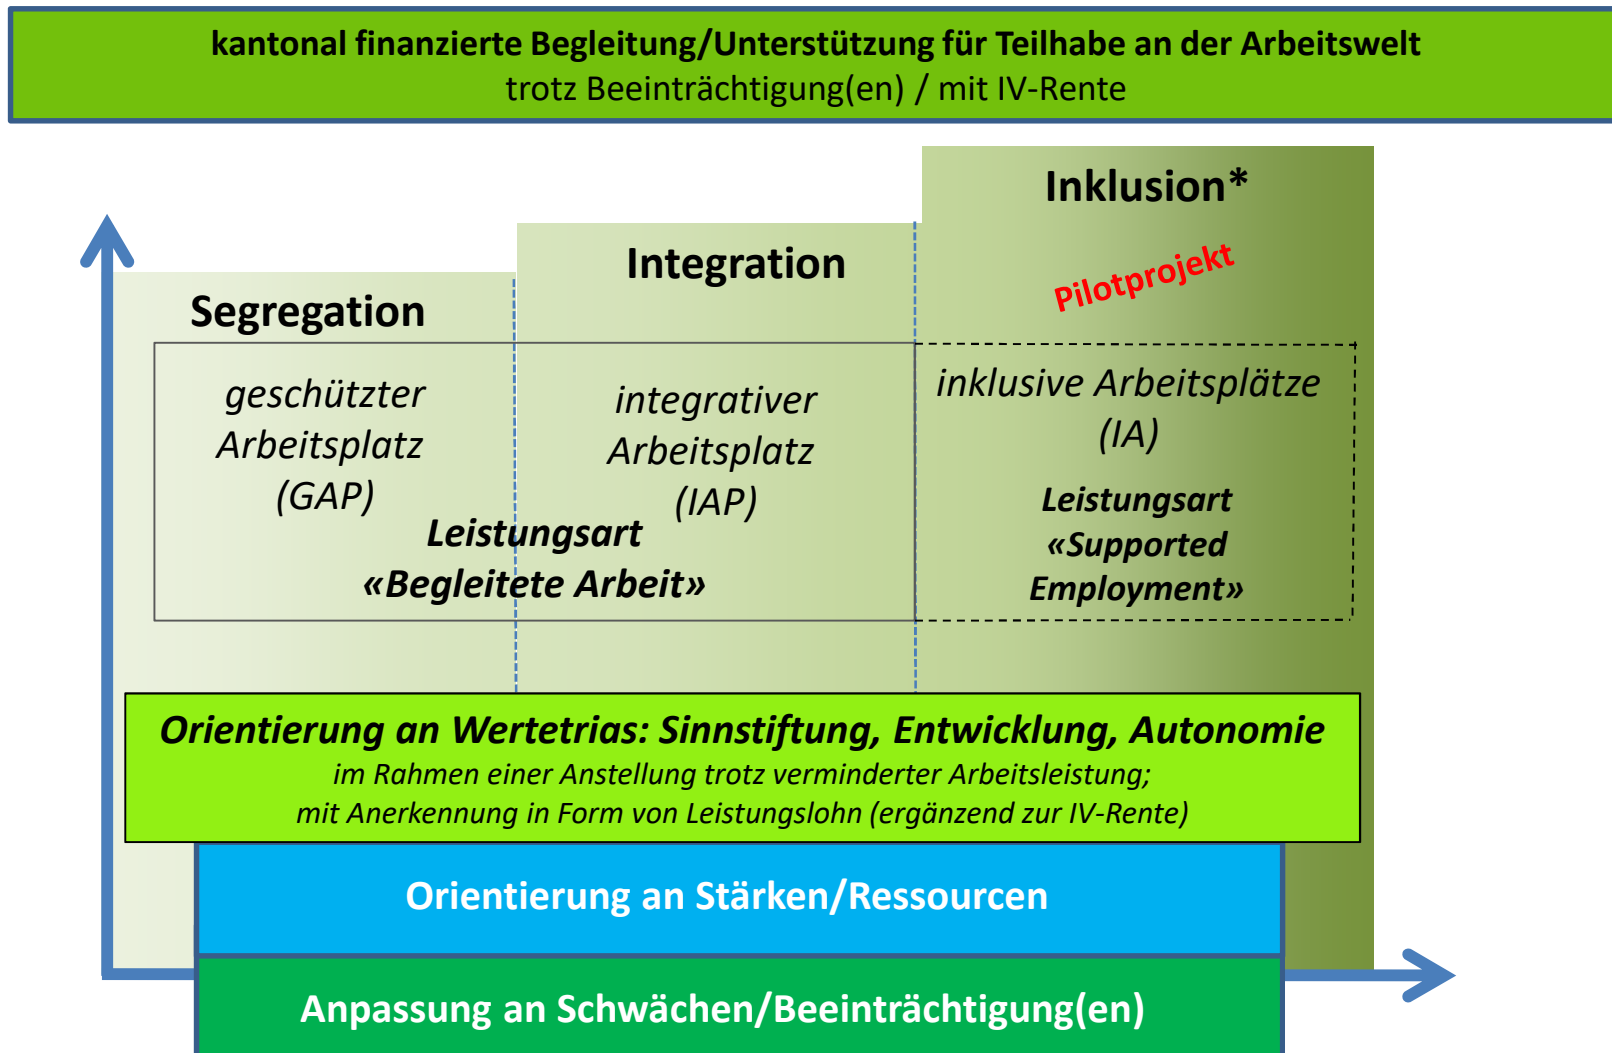 kantonal finanzierte Begleitung/Unterstützung für Teilhabe an der Arbeitswelt
trotz Beeinträchtigung(en) / mit IV-Rente
Segregation
Integration
Inklusion*
Pilotprojekt
geschützter
Arbeitsplatz
(GAP)
integrativer
Arbeitsplatz
(IAP)
Leistungsart
«Begleitete Arbeit»
inklusive Arbeitsplätze
(IA)
Leistungsart
«Supported
Employment»
Orientierung an Wertetrias: Sinnstiftung, Entwicklung, Autonomie
im Rahmen einer Anstellung trotz verminderter Arbeitsleistung;
mit Anerkennung in Form von Leistungslohn (ergänzend zur IV-Rente)
Orientierung an Stärken/Ressourcen
Anpassung an Schwächen/Beeinträchtigung(en)